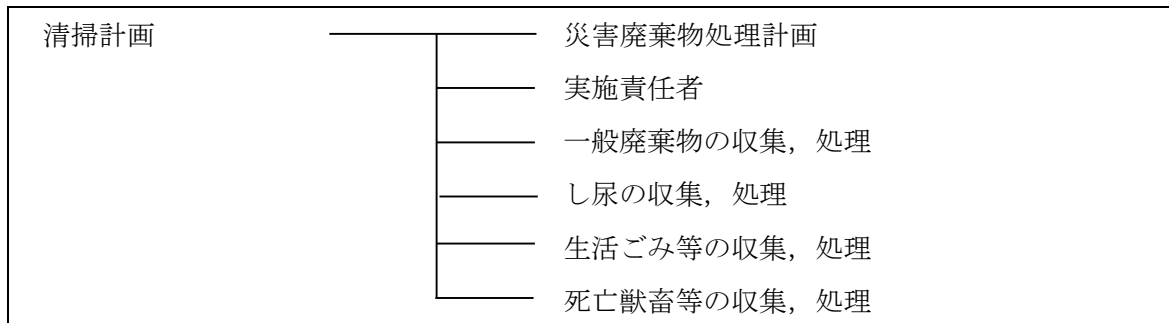 清掃計画
災害廃棄物処理計画
実施責任者
一般廃棄物の収集，処理
し尿の収集，処理
生活ごみ等の収集，処理
死亡獣畜等の収集，処理